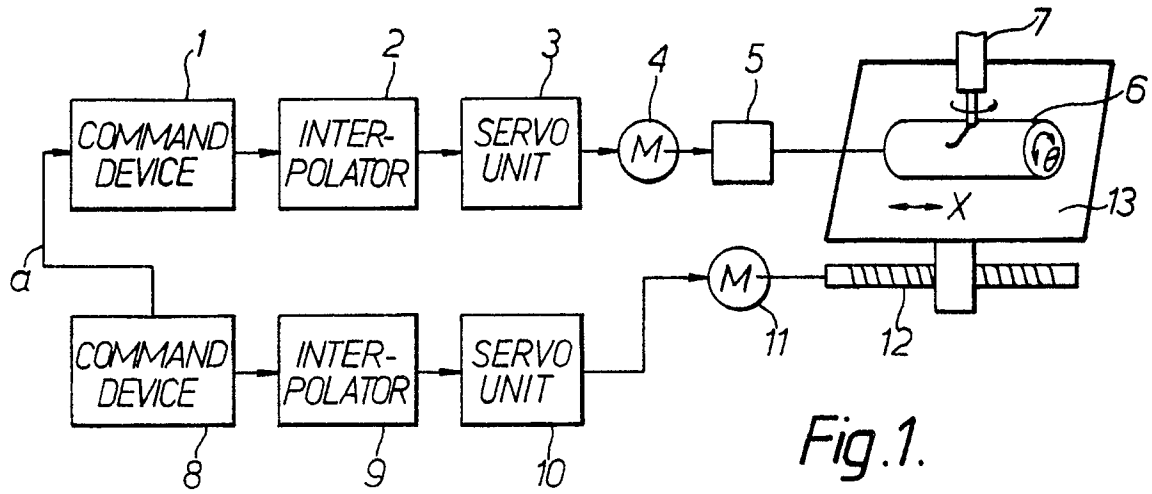 1
2
3
4
5
7
6
COMMAND
DEVICE
INTER-
POLATOR
SERVO
UNIT
M
θ
X
13
a
COMMAND
DEVICE
INTER-
POLATOR
SERVO
UNIT
M
8
9
10
11
12
Fig.1.